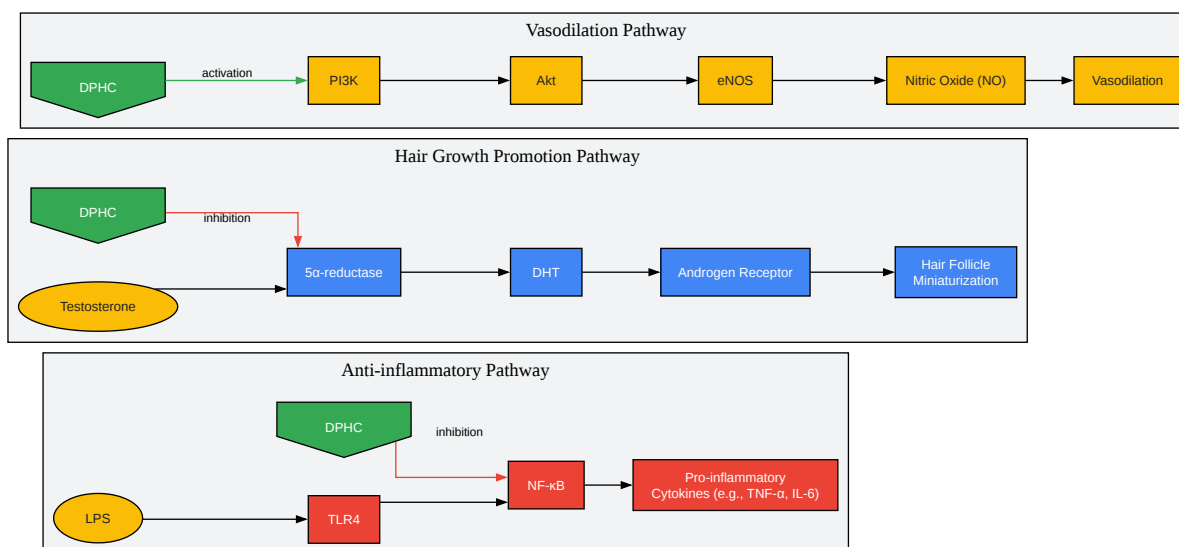 Vasodilation Pathway
DPHC
activation
PI3K
Akt
eNOS
Nitric Oxide (NO)
Vasodilation
Hair Growth Promotion Pathway
DPHC
inhibition
5α-reductase
DHT
Androgen Receptor
Hair Follicle
Miniaturization
Testosterone
Anti-inflammatory Pathway
DPHC
inhibition
NF-κB
Pro-inflammatory
Cytokines (e.g., TNF-α, IL-6)
LPS
TLR4